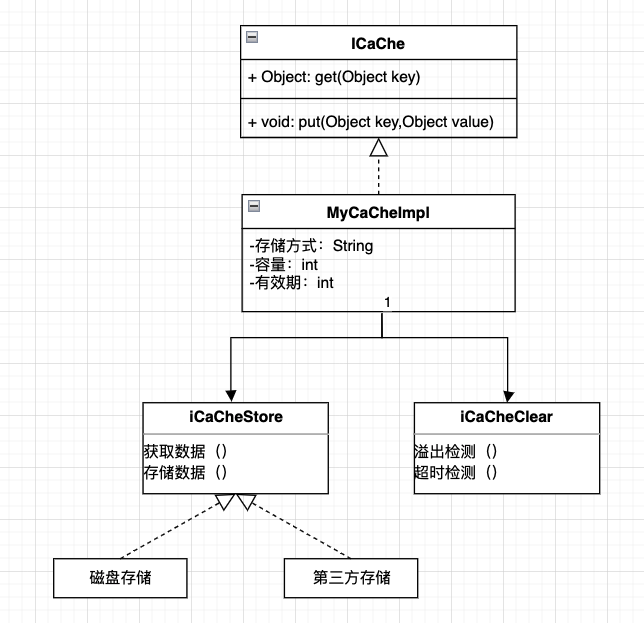 ICaChe
+ Object: get(Object key)
+ void: put(Object key,Object value)
MyCaCheImpl
-存储方式：String
-容量：int
-有效期：int
1
iCaCheStore
获取数据（）
存储数据（）
iCaCheClear
溢出检测（）
超时检测（）
磁盘存储
第三方存储